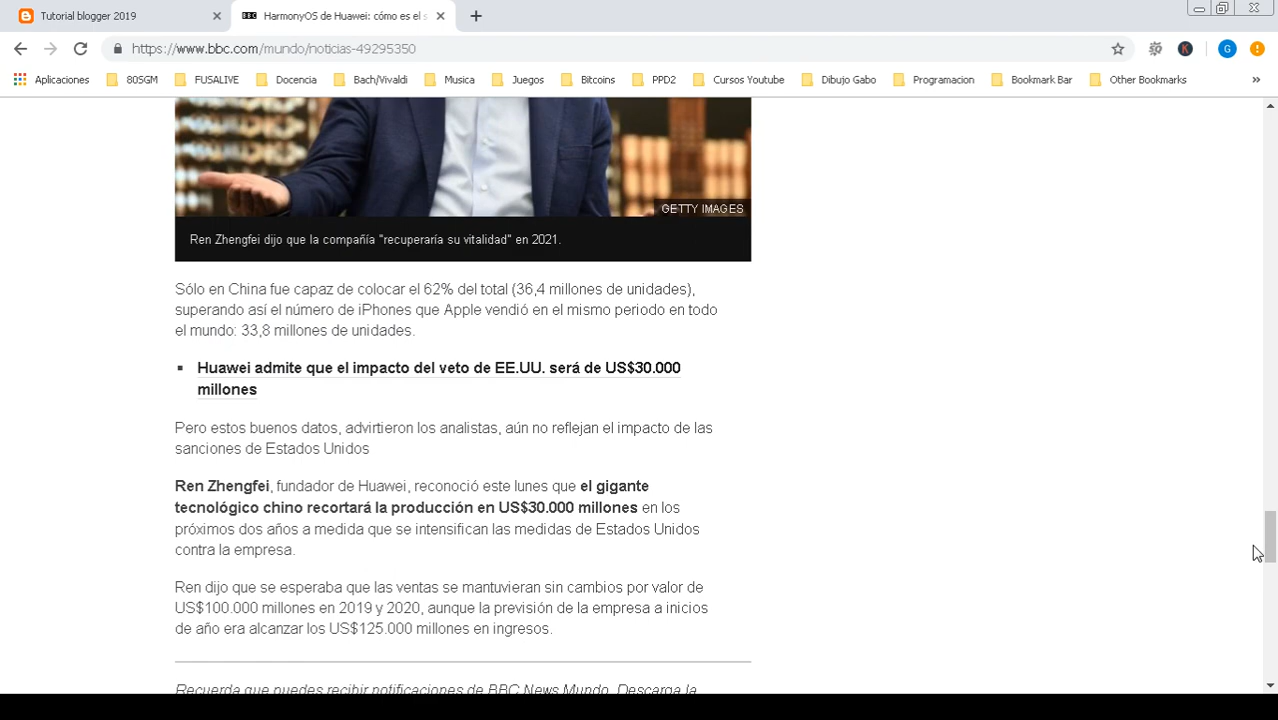 Tutorial blogger 2019
HarmonyOS de Huawei: cómo es el s
https://www.bbc.com/mundo/noticias-49295350
Aplicaciones 80SGM FUSALIVE Docencia Bach/Vivaldi Musica Juegos Bitcoins PPD2 Cursos Youtube Dibujo Gabo Programacion Bookmark Bar Other Bookmarks
GETTY IMAGES
Ren Zhengfei dijo que la compañía "recuperaría su vitalidad" en 2021.
Sólo en China fue capaz de colocar el 62% del total (36,4 millones de unidades),
superando así el número de iPhones que Apple vendió en el mismo periodo en todo
el mundo: 33,8 millones de unidades.
Huawei admite que el impacto del veto de EE.UU. será de US$30.000
millones
Pero estos buenos datos, advirtieron los analistas, aún no reflejan el impacto de las
sanciones de Estados Unidos
Ren Zhengfei, fundador de Huawei, reconoció este lunes que el gigante
tecnológico chino recortará la producción en US$30.000 millones en los
próximos dos años a medida que se intensifican las medidas de Estados Unidos
contra la empresa.
Ren dijo que se esperaba que las ventas se mantuvieran sin cambios por valor de
US$100.000 millones en 2019 y 2020, aunque la previsión de la empresa a inicios
de año era alcanzar los US$125.000 millones en ingresos.
Recuerda que puedes recibir notificaciones de BBC News Mundo. Descarga la